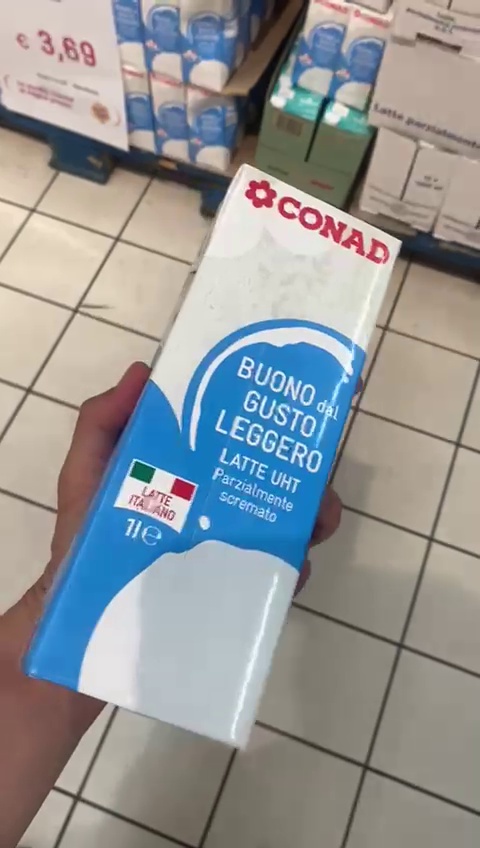 € 3,69
CONAD
BUONO dal
GUSTO
LEGGERO
LATTE UHT
Parzialmente
scremato
LATTE
ITALIANO
1l e
Latte parzialmente